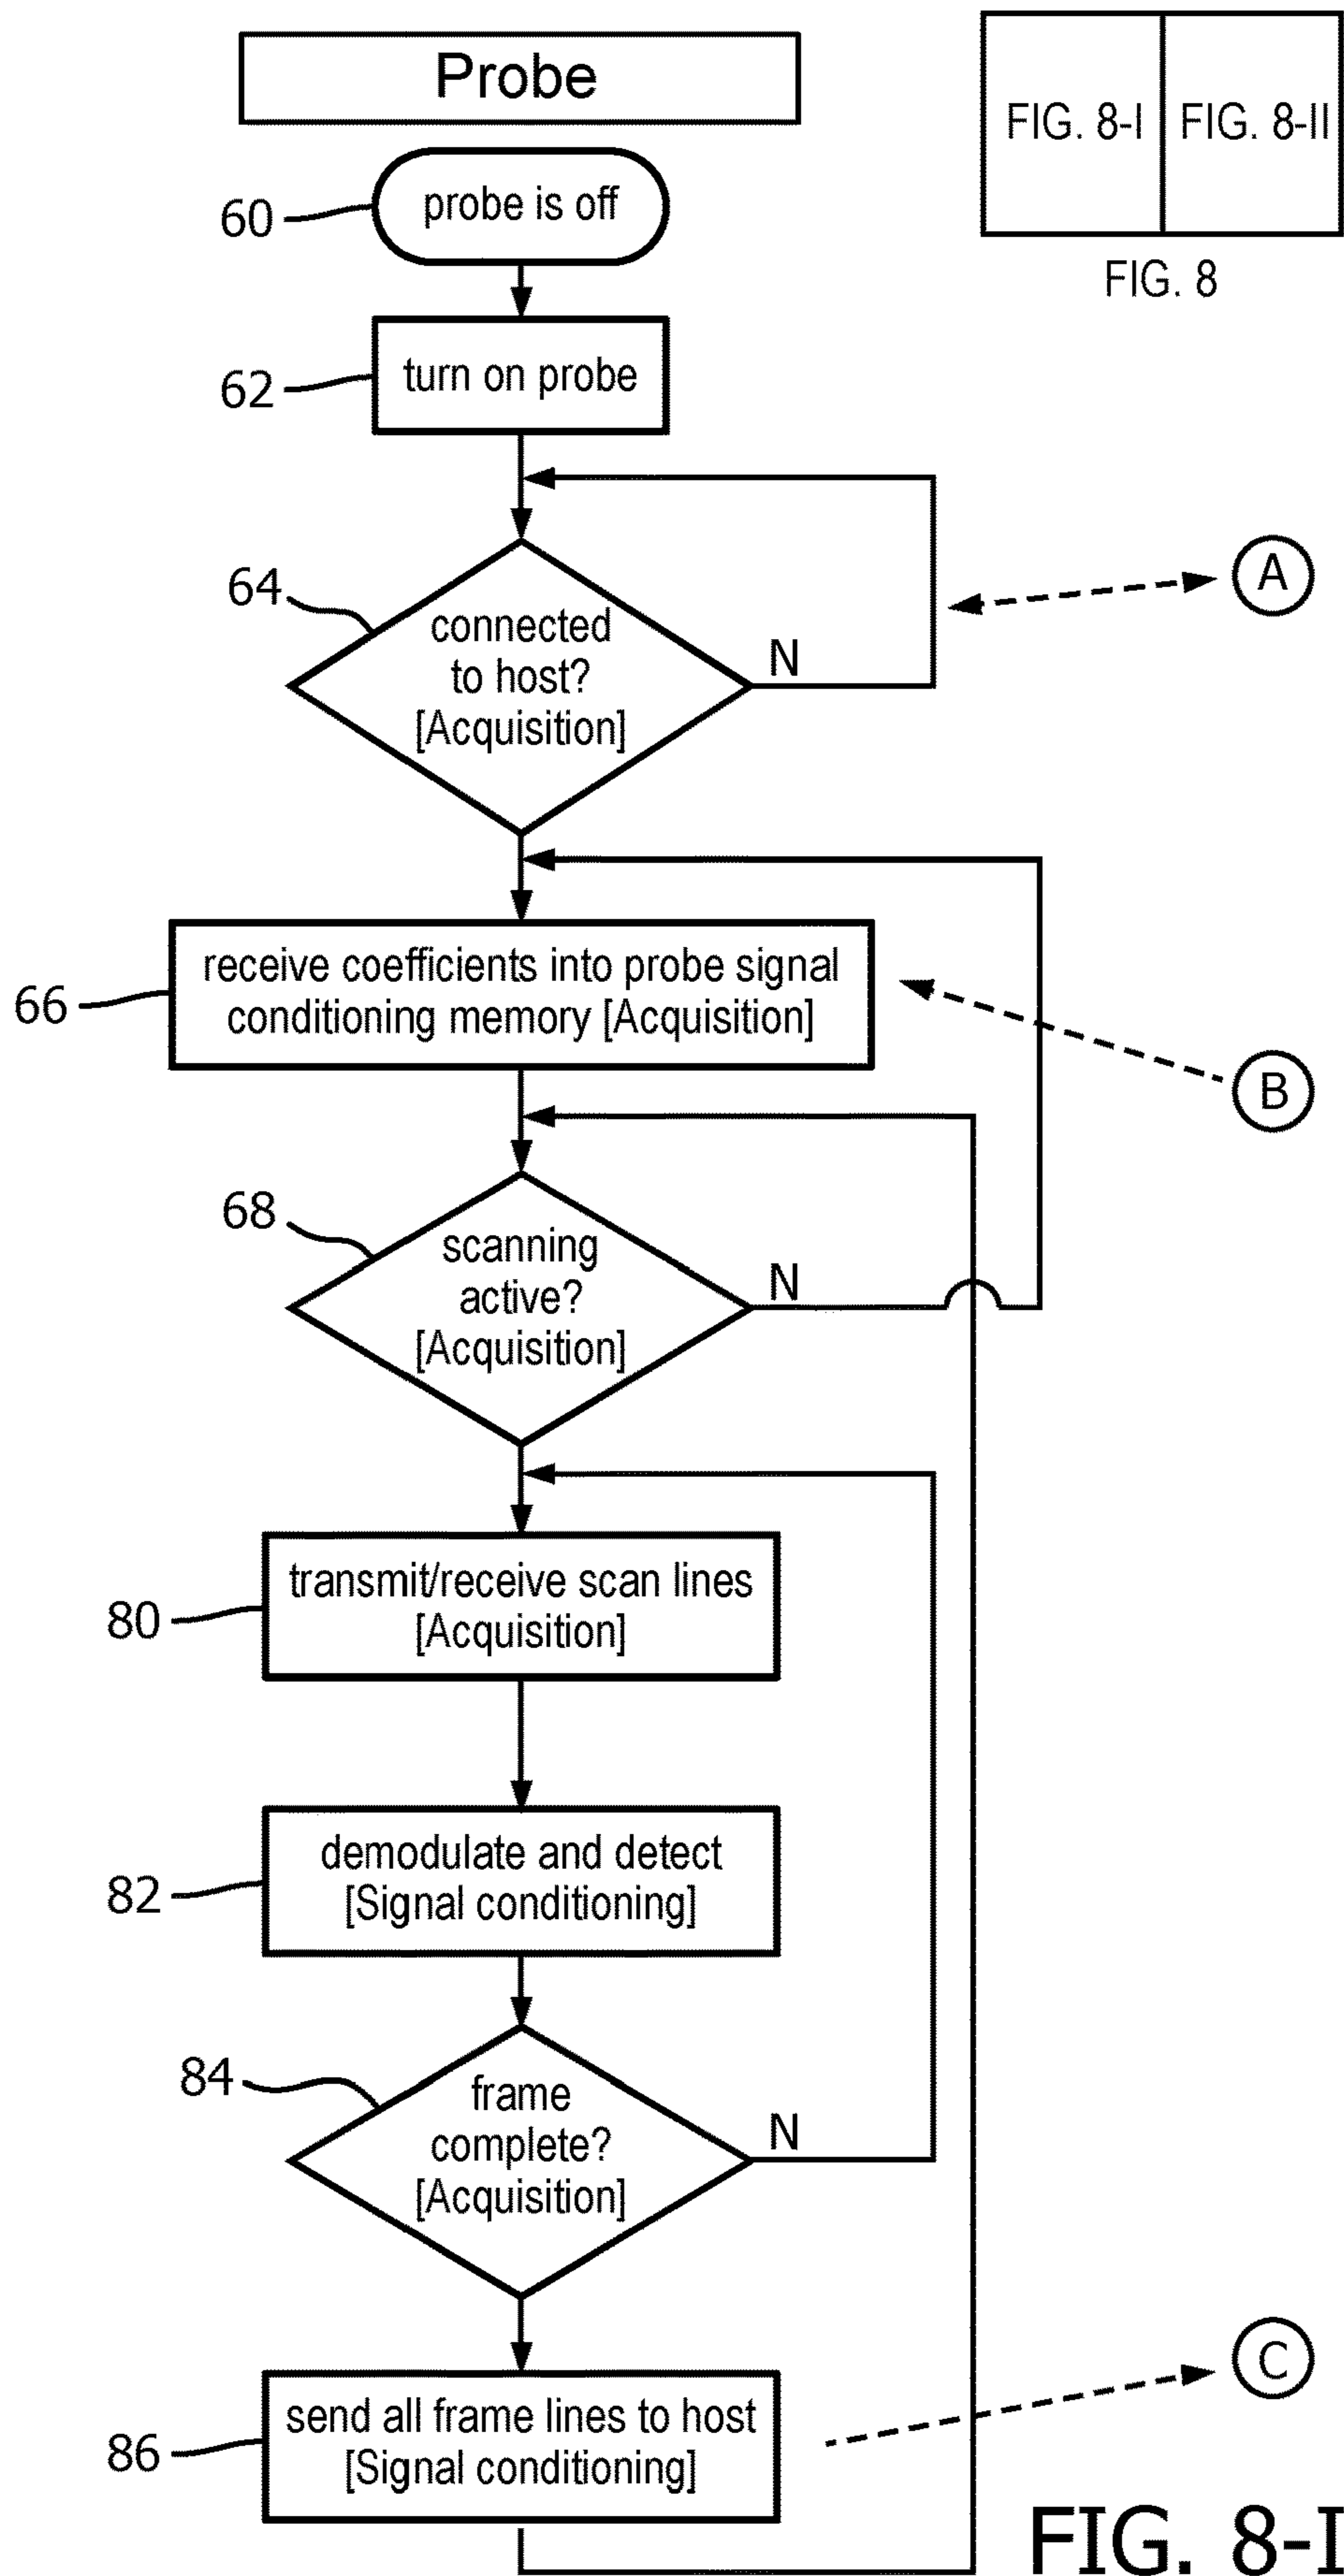 Probe
FIG. 8-I
FIG. 8-II
FIG. 8
60
probe is off
62
turn on probe
64
connected
to host?
[Acquisition]
N
A
66
receive coefficients into probe signal
conditioning memory [Acquisition]
B
68
scanning
active?
[Acquisition]
N
80
transmit/receive scan lines
[Acquisition]
82
demodulate and detect
[Signal conditioning]
84
frame
complete?
[Acquisition]
N
86
send all frame lines to host
[Signal conditioning]
C
FIG. 8-I